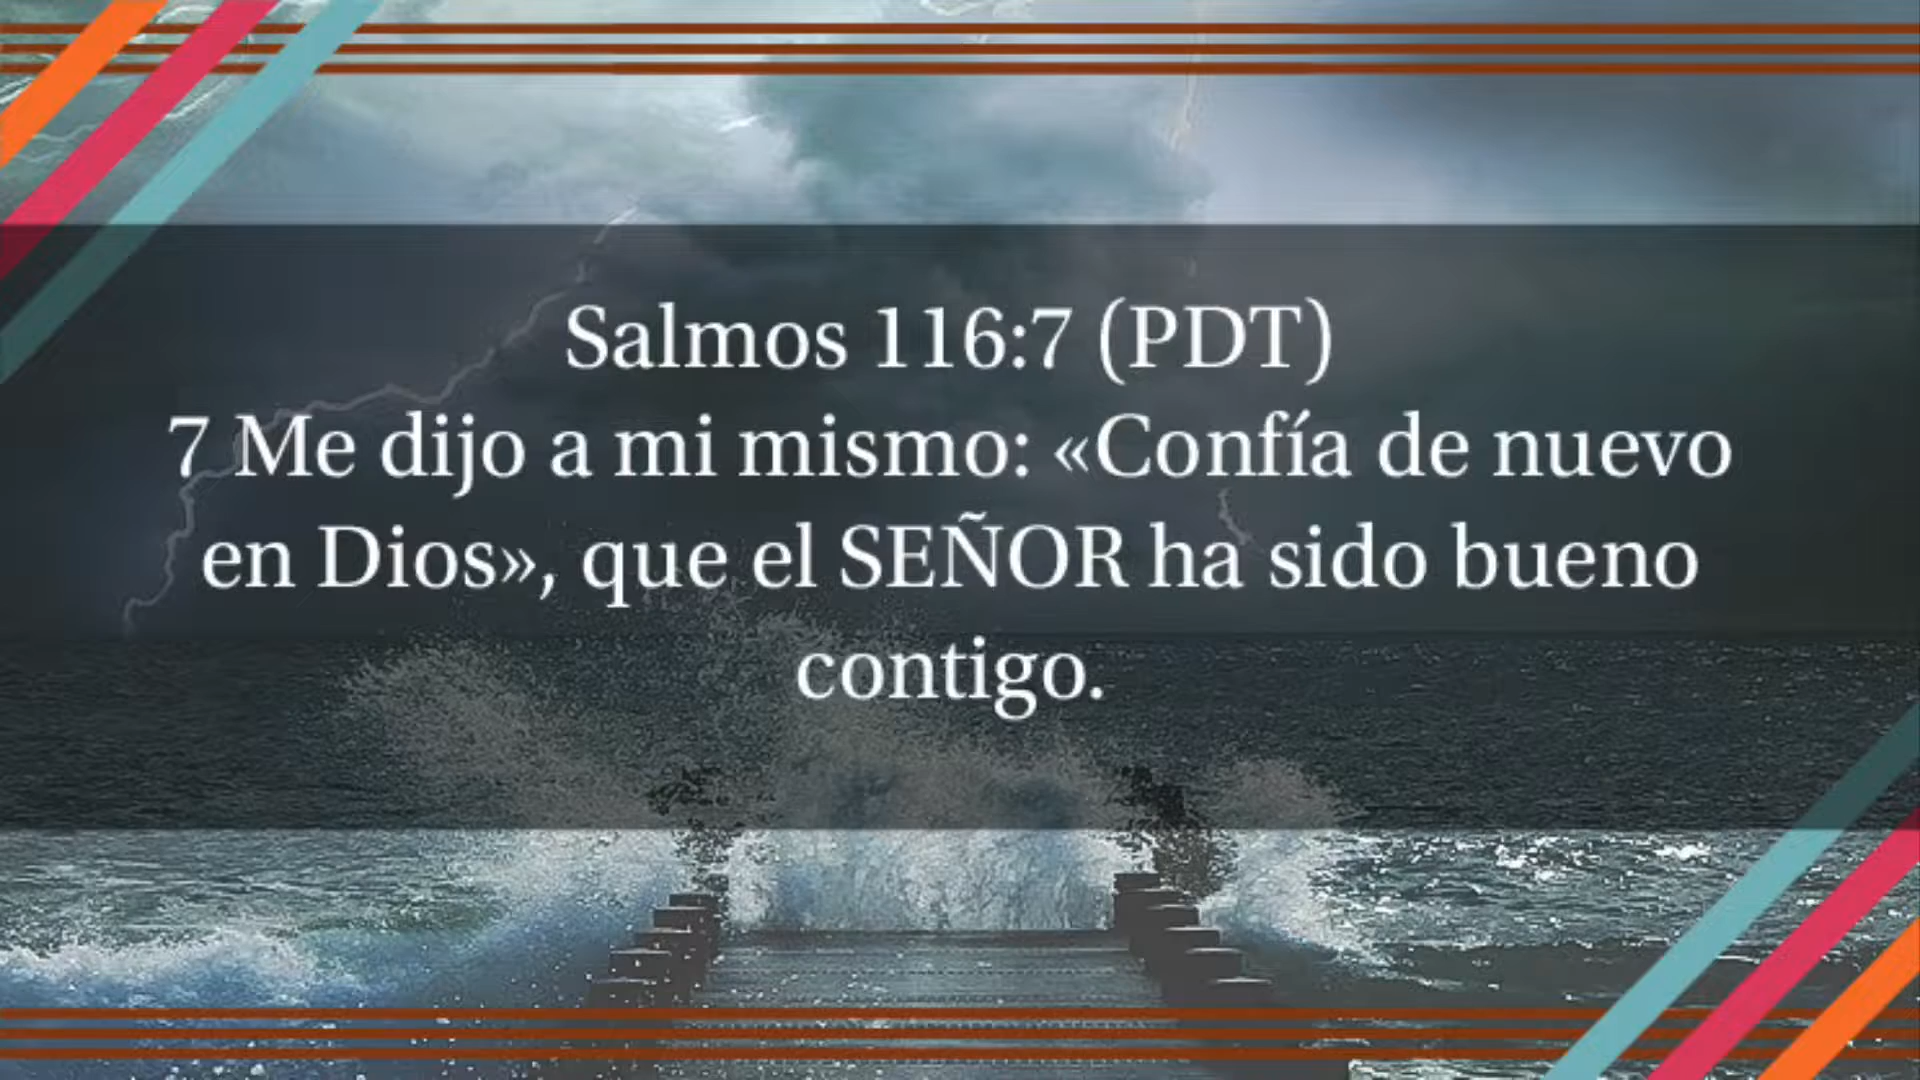 Salmos 116:7 (PDT)
7 Me dijo a mi mismo: «Confía de nuevo
en Dios», que el SEÑOR ha sido bueno
contigo.